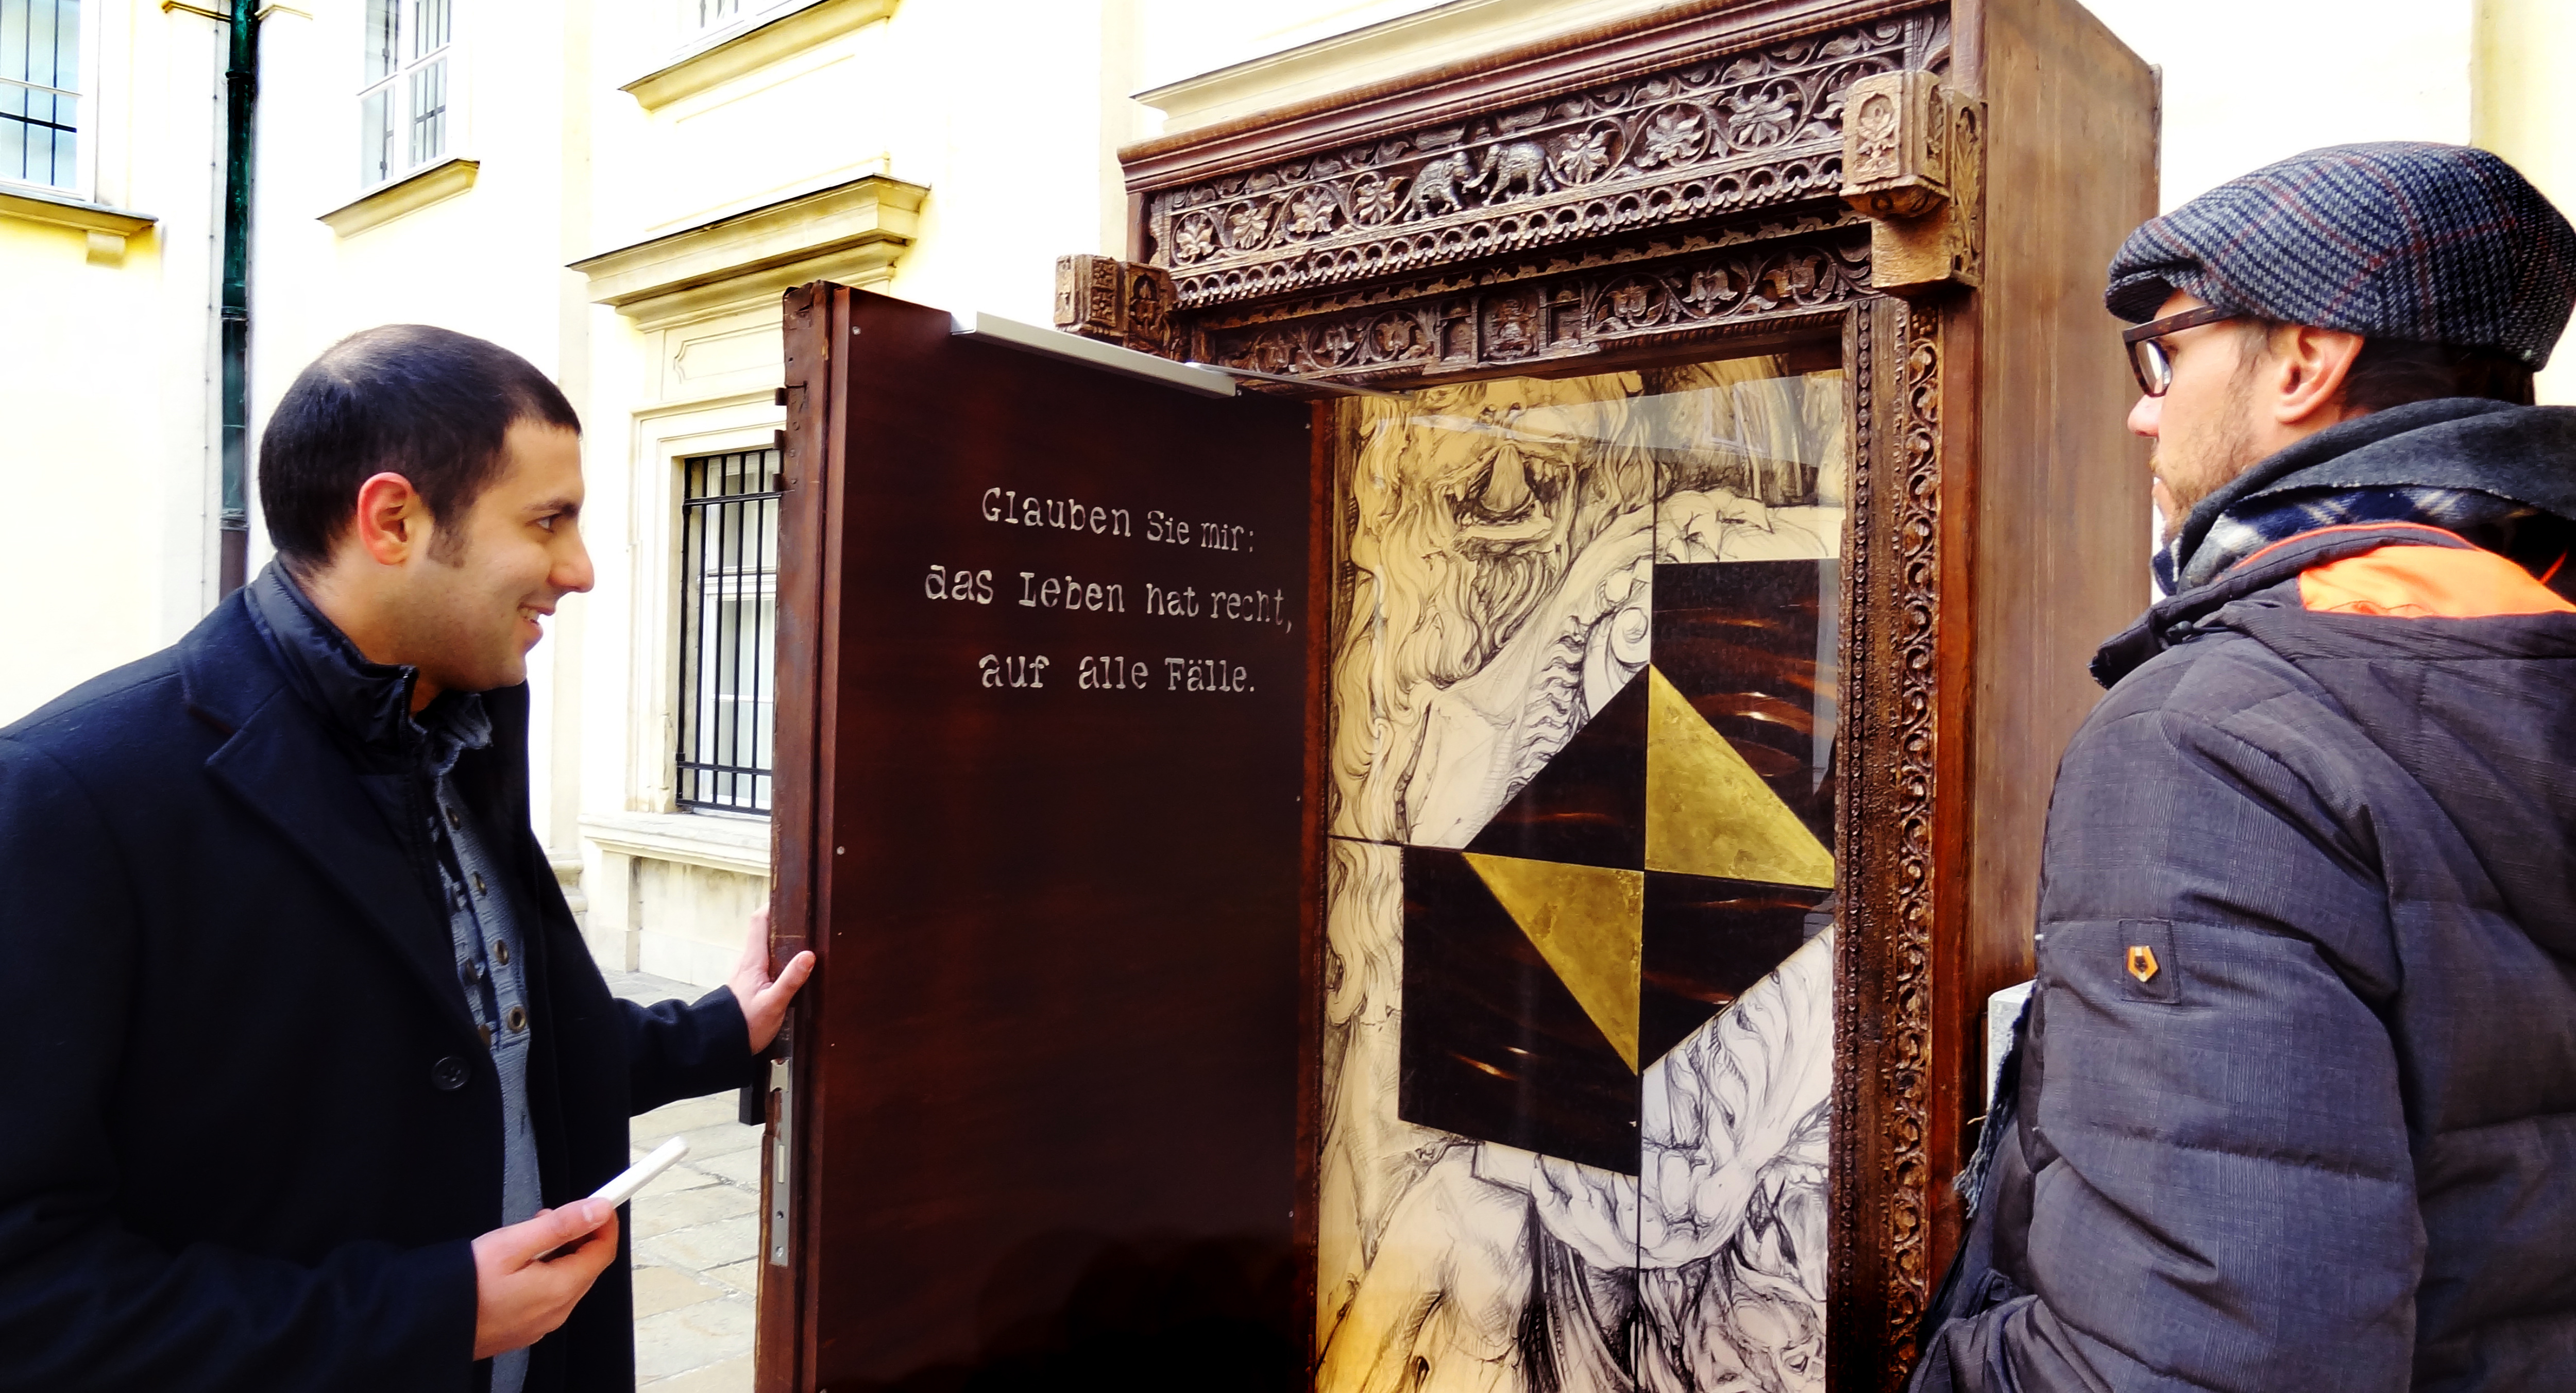 Glauben Sie mir:
das Leben hat recht,
auf alle Fälle.